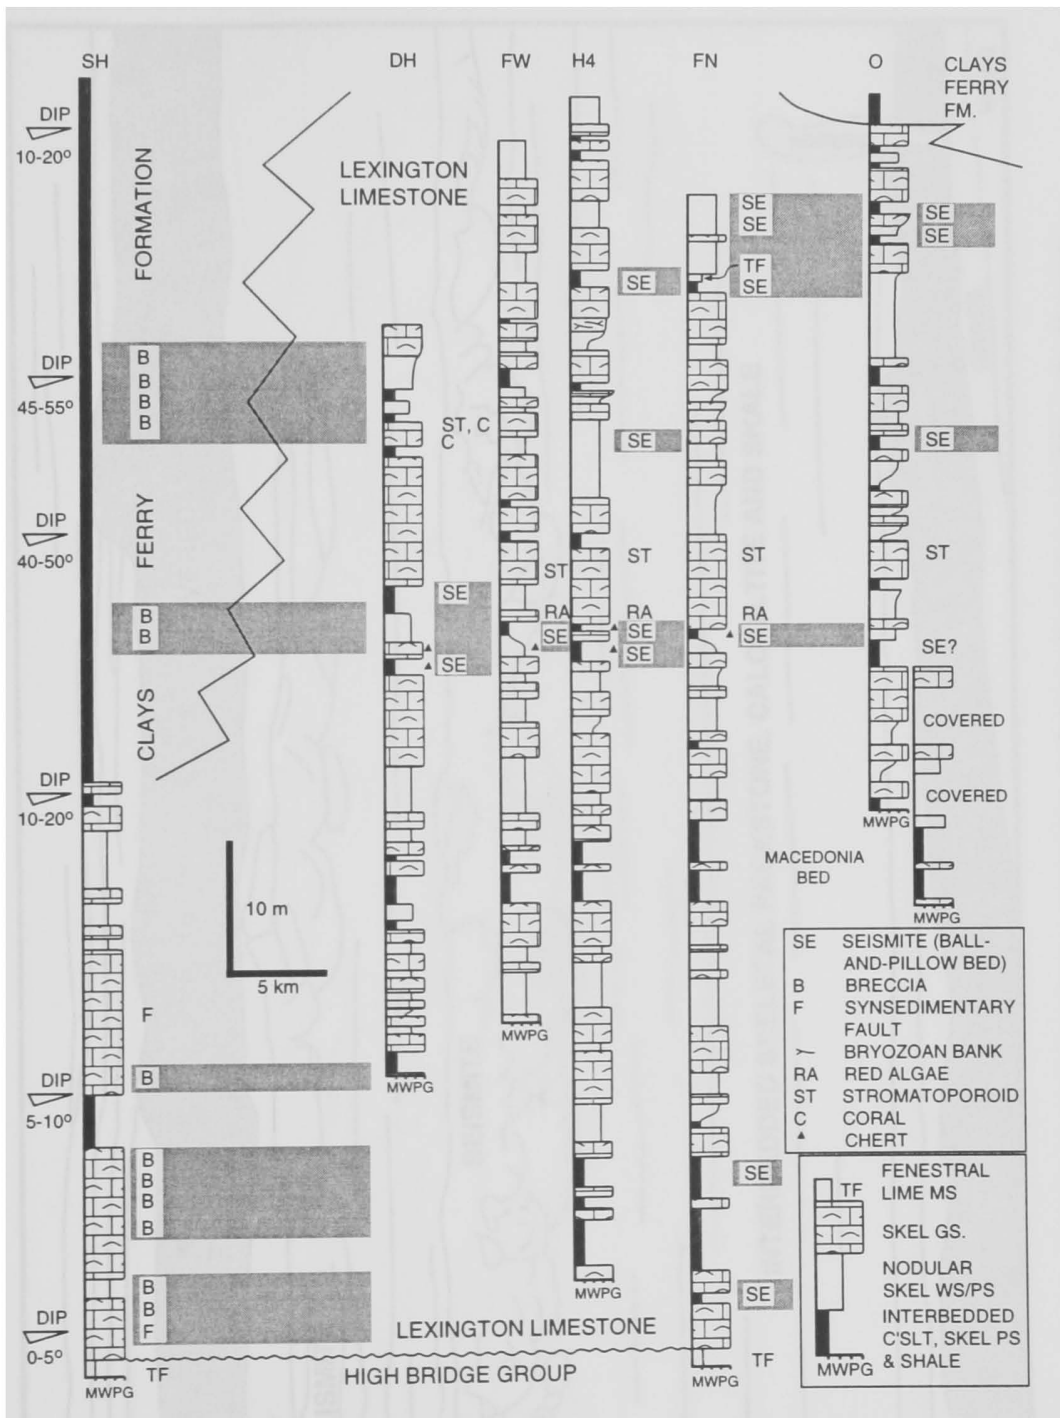 SH
DH
FW
H4
FN
O
CLAYS
FERRY
FM.
DIP
10-20°
FORMATION
LEXINGTON
LIMESTONE
SE
SE
TF
SE
SE
SE
SE
DIP
45-55°
B
B
B
B
ST, C
C
SE
SE
DIP
40-50°
FERRY
ST
ST
ST
ST
SE
RA
RA
RA
B
B
SE
SE
SE
SE
SE
SE?
CLAYS
COVERED
COVERED
DIP
10-20°
MWPG
MACEDONIA
BED
MWPG
10 m
5 km
F
MWPG
MWPG
B
DIP
5-10°
SE SEISMITE (BALL-
AND-PILLOW BED)
B BRECCIA
F SYNSEDIMENTARY
FAULT
BRYOZOAN BANK
RA RED ALGAE
ST STROMATOPOROID
C CORAL
CHERT
B
B
B
B
SE
FENESTRAL
TF LIME MS
SKEL GS.
NODULAR
SKEL WS/PS
INTERBEDDED
C'SLT, SKEL PS
& SHALE
MWPG
B
B
F
MWPG
SE
DIP
0-5°
LEXINGTON LIMESTONE
HIGH BRIDGE GROUP
TF
MWPG
TF
MWPG